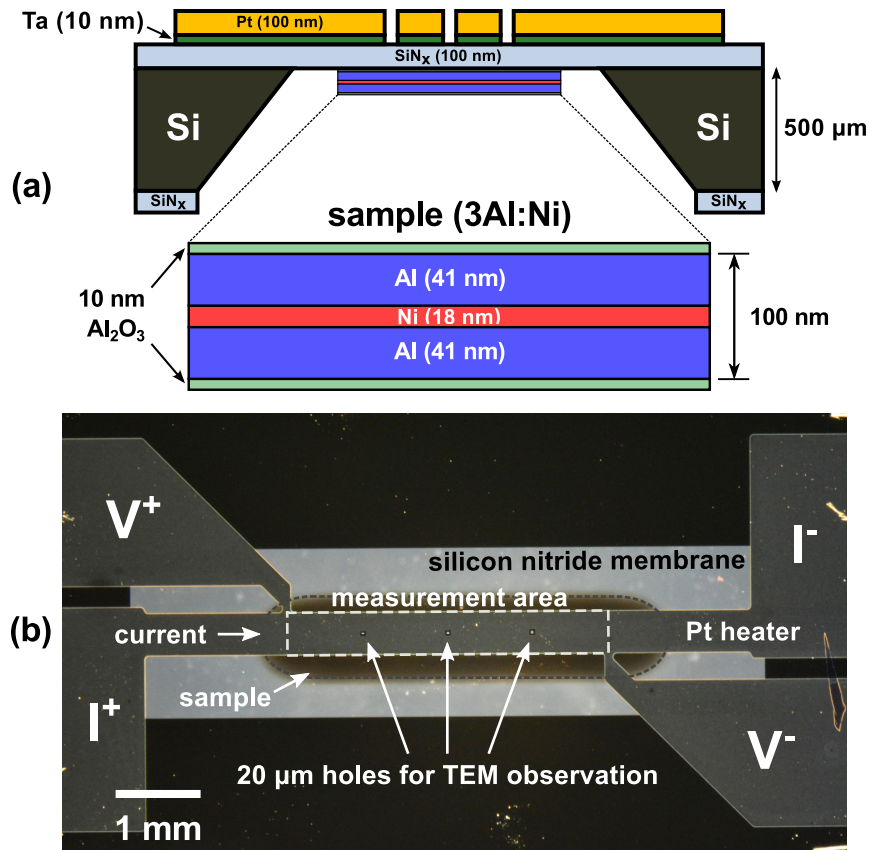 Ta (10 nm)
Pt (100 nm)
SiNx (100 nm)
Si
Si
500 µm
(a)
SiNx
SiNx
sample (3Al:Ni)
Al (41 nm)
10 nm
Al2O3
Ni (18 nm)
100 nm
Al (41 nm)
V+
I-
silicon nitride membrane
measurement area
(b)
current
Pt heater
sample
I+
V-
20 µm holes for TEM observation
1 mm